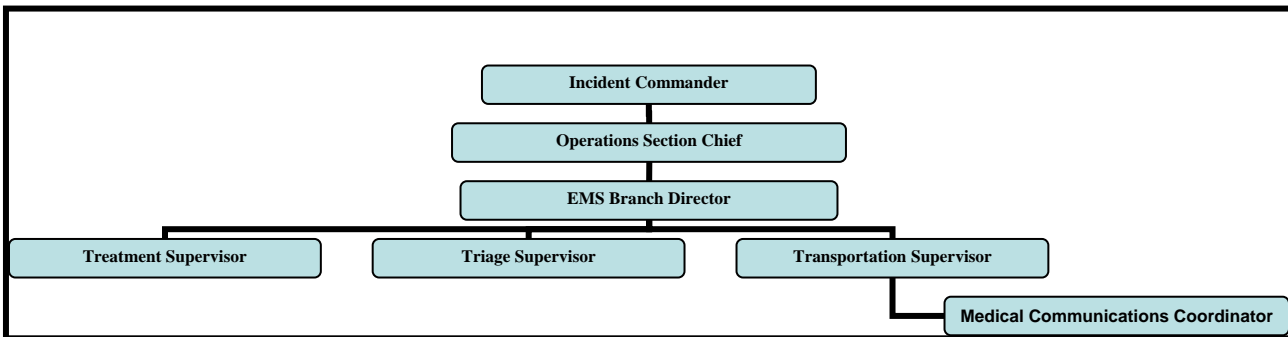 Incident Commander
Operations Section Chief
EMS Branch Director
Treatment Supervisor
Triage Supervisor
Transportation Supervisor
Medical Communications Coordinator